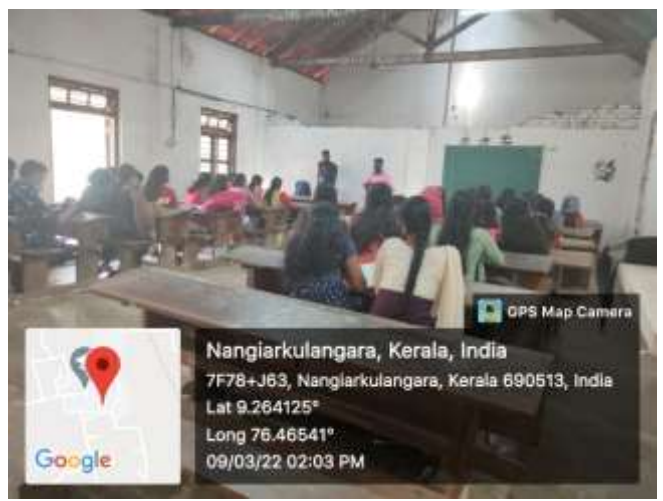 GPS Map Camera
Nangiarkulangara, Kerala, India
7F78+J63, Nangiarkulangara, Kerala 690513, India
Lat 9.264125°
Long 76.46541°
09/03/22 02:03 PM
Google